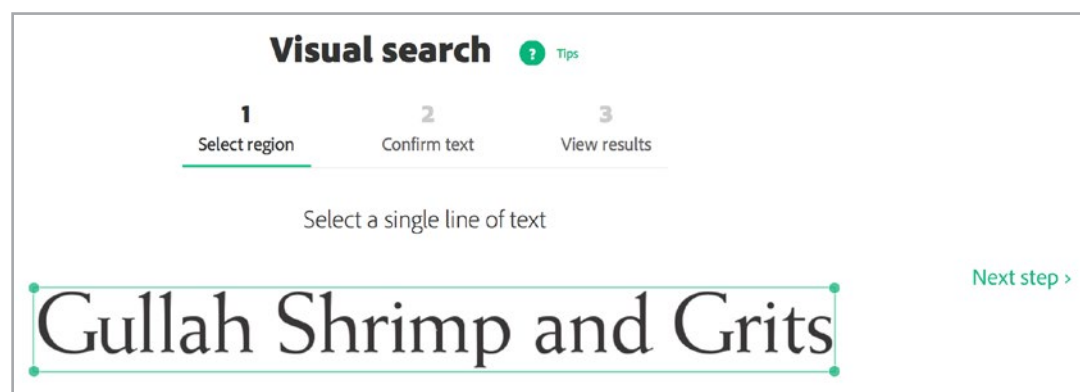 Visual search ? Tips
1 2 3
Select region Confirm text View results
Select a single line of text
Next step ›
Gullah Shrimp and Grits